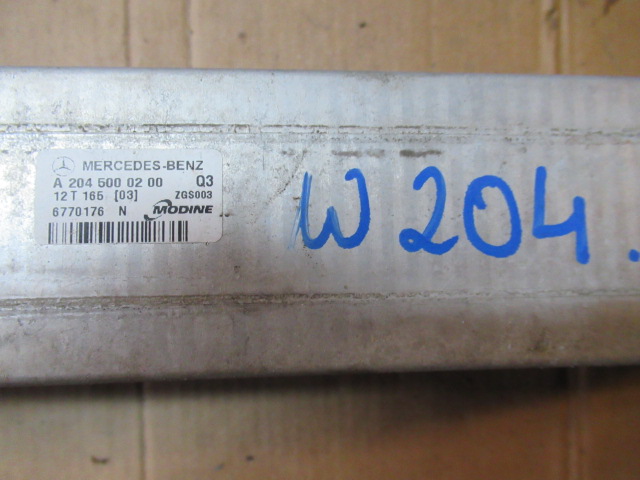 MERCEDES-BENZ
A 204 500 02 00 Q3
12 T 165 [03] ZGS003
6770176 N MODINE
W 204.